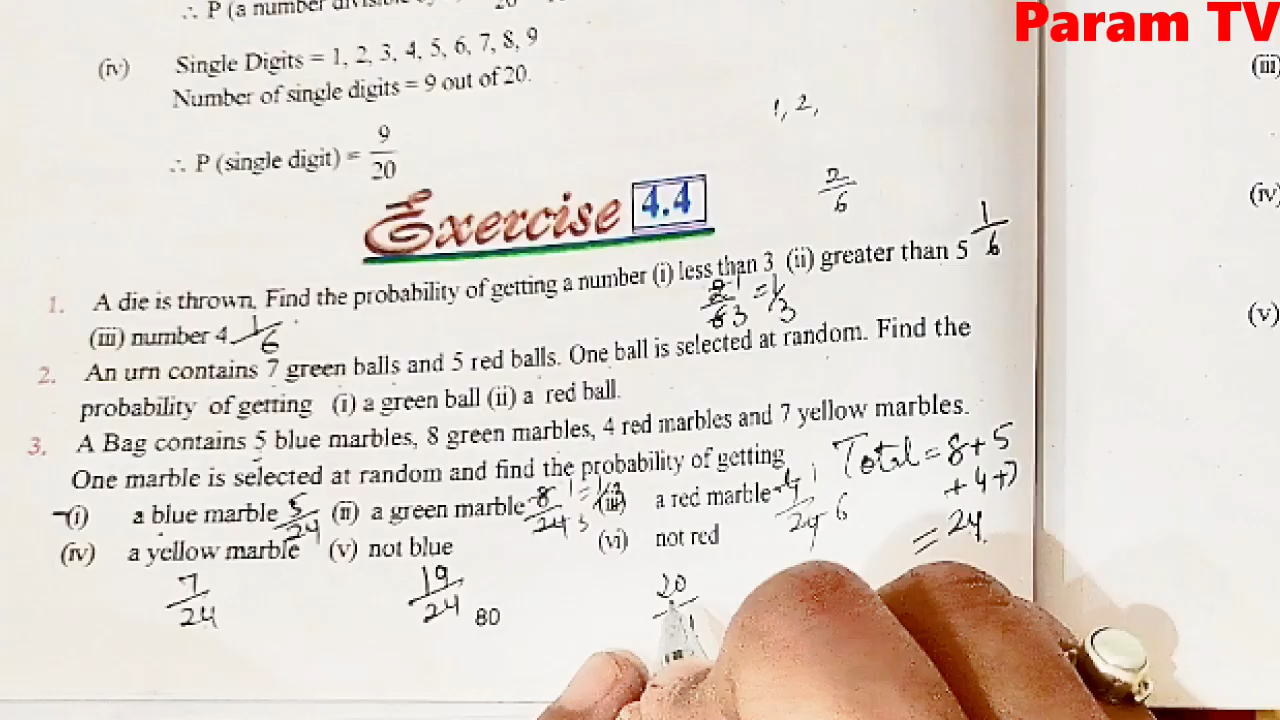 Param TV
∴ P (a number
(iv) Single Digits = 1, 2, 3, 4, 5, 6, 7, 8, 9
Number of single digits = 9 out of 20.
1, 2,
∴ P (single digit) = 9/20
2/6
Exercise 4.4
1/6
1. A die is thrown. Find the probability of getting a number (i) less than 3 (ii) greater than 5
= 1/3
(iii) number 4 1/6
2. An urn contains 7 green balls and 5 red balls. One ball is selected at random. Find the
probability of getting (i) a green ball (ii) a red ball.
3. A Bag contains 5 blue marbles, 8 green marbles, 4 red marbles and 7 yellow marbles.
One marble is selected at random and find the probability of getting
Total = 8+5
+4+7
= 24
(i) a blue marble 5/24 (ii) a green marble 8/24 = 1/3 (iii) a red marble 4/24 1/6
(iv) a yellow marble (v) not blue (vi) not red
7/24 19/24 20
80
(iii)
(iv)
(v)